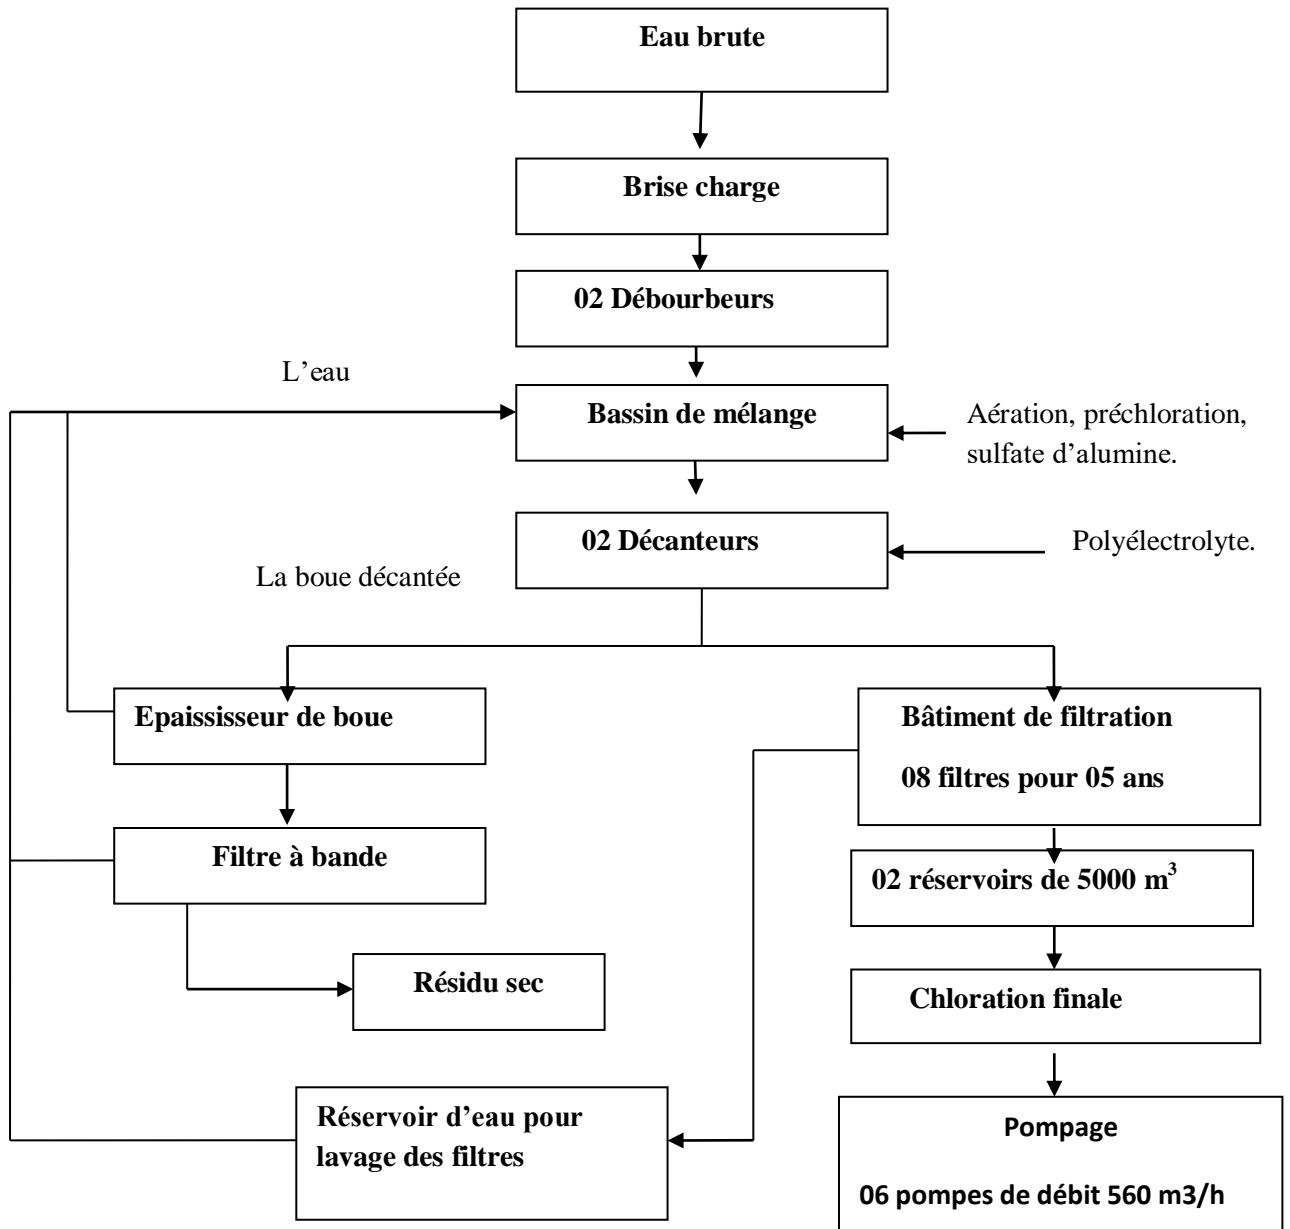 Eau brute
Brise charge
02 Débourbeurs
L’eau
Bassin de mélange
Aération, préchloration,
sulfate d’alumine.
02 Décanteurs
Polyélectrolyte.
La boue décantée
Epaississeur de boue
Bâtiment de filtration
08 filtres pour 05 ans
Filtre à bande
02 réservoirs de 5000 m³
Résidu sec
Chloration finale
Réservoir d’eau pour
lavage des filtres
Pompage
06 pompes de débit 560 m3/h